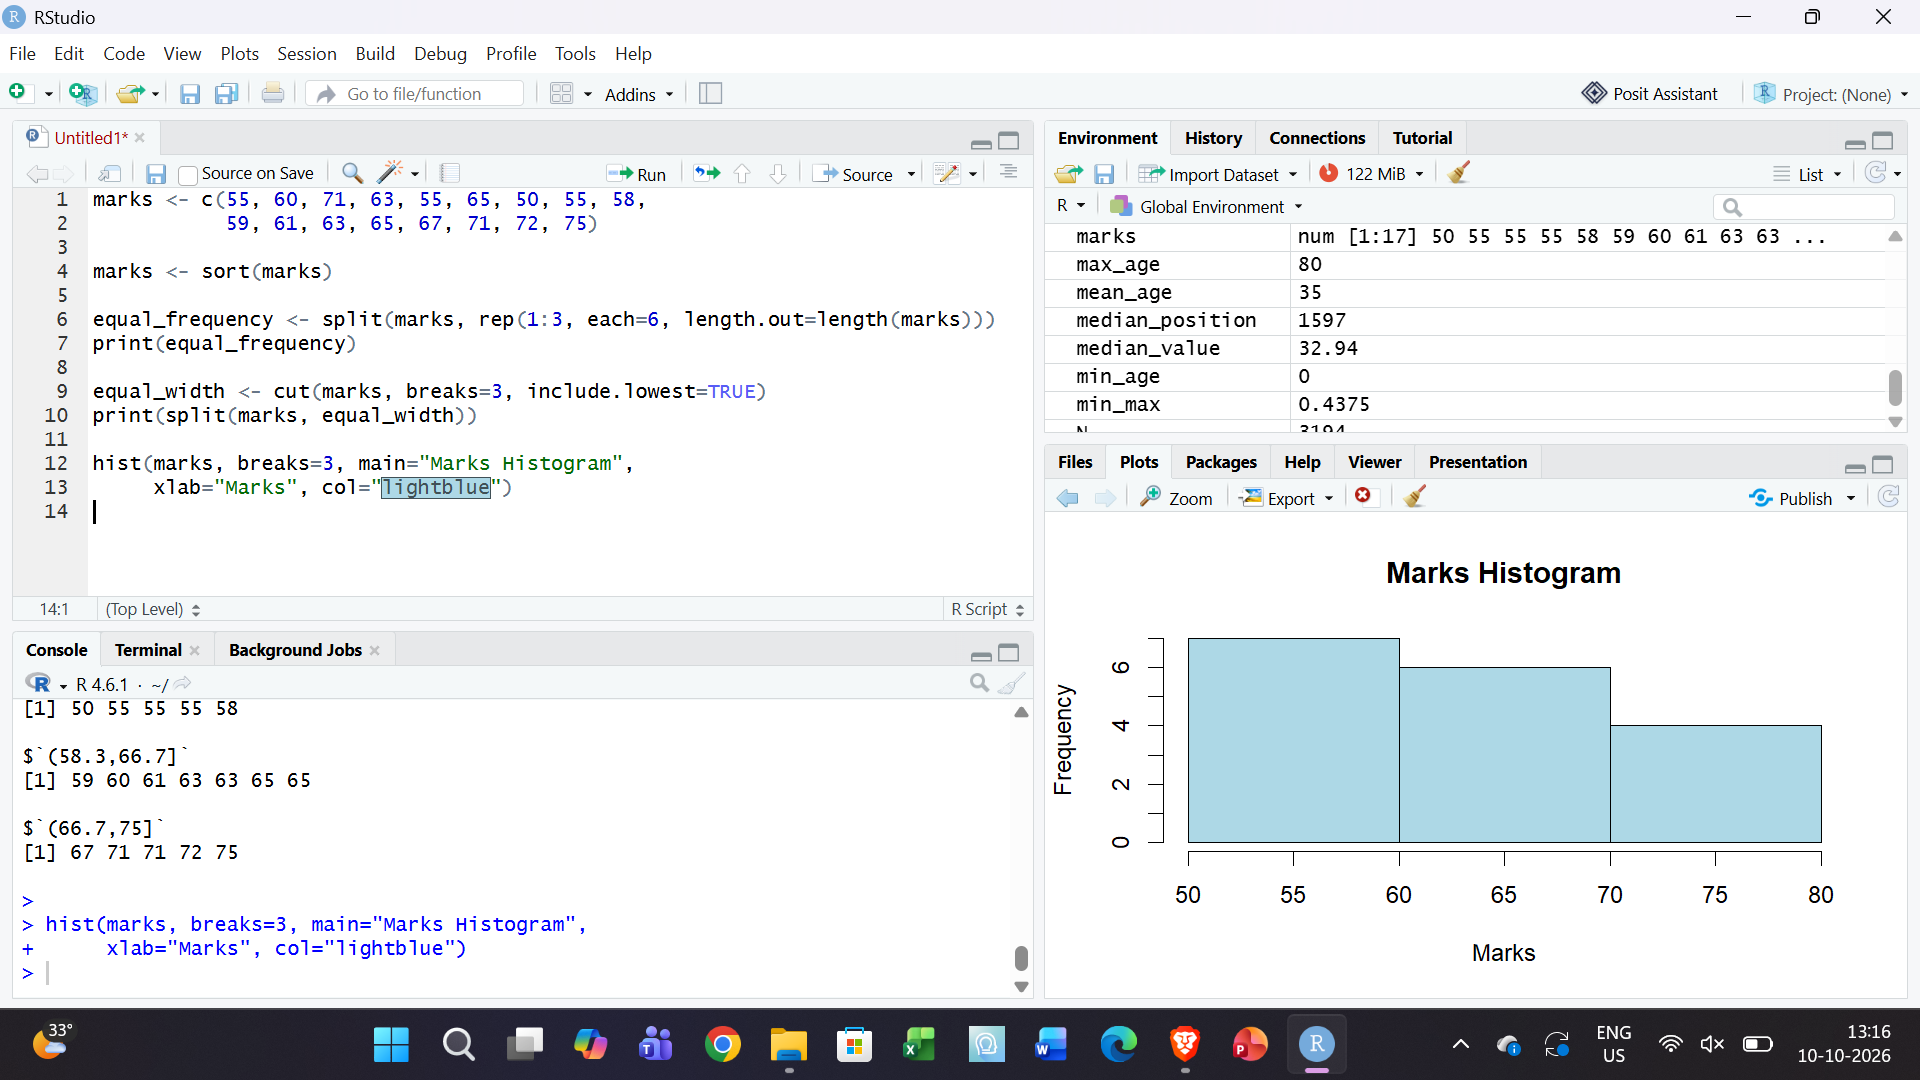 RStudio
File Edit Code View Plots Session Build Debug Profile Tools Help
Go to file/function Addins Posit Assistant Project: (None)
Untitled1*
Source on Save Run Source
1 marks <- c(55, 60, 71, 63, 55, 65, 50, 55, 58,
2 59, 61, 63, 65, 67, 71, 72, 75)
3
4 marks <- sort(marks)
5
6 equal_frequency <- split(marks, rep(1:3, each=6, length.out=length(marks)))
7 print(equal_frequency)
8
9 equal_width <- cut(marks, breaks=3, include.lowest=TRUE)
10 print(split(marks, equal_width))
11
12 hist(marks, breaks=3, main="Marks Histogram",
13 xlab="Marks", col="lightblue")
14
14:1 (Top Level) R Script
Console Terminal Background Jobs
R 4.6.1 · ~/
[1] 50 55 55 55 58
$`(58.3,66.7]`
[1] 59 60 61 63 63 65 65
$`(66.7,75]`
[1] 67 71 71 72 75
>
> hist(marks, breaks=3, main="Marks Histogram",
+ xlab="Marks", col="lightblue")
>
Environment History Connections Tutorial
Import Dataset 122 MiB List
R Global Environment
marks num [1:17] 50 55 55 55 58 59 60 61 63 63 ...
max_age 80
mean_age 35
median_position 1597
median_value 32.94
min_age 0
min_max 0.4375
N 3194
Files Plots Packages Help Viewer Presentation
Zoom Export Publish
Marks Histogram
Frequency
6
4
2
0
50 55 60 65 70 75 80
Marks
33°
ENG
US
13:16
10-10-2026